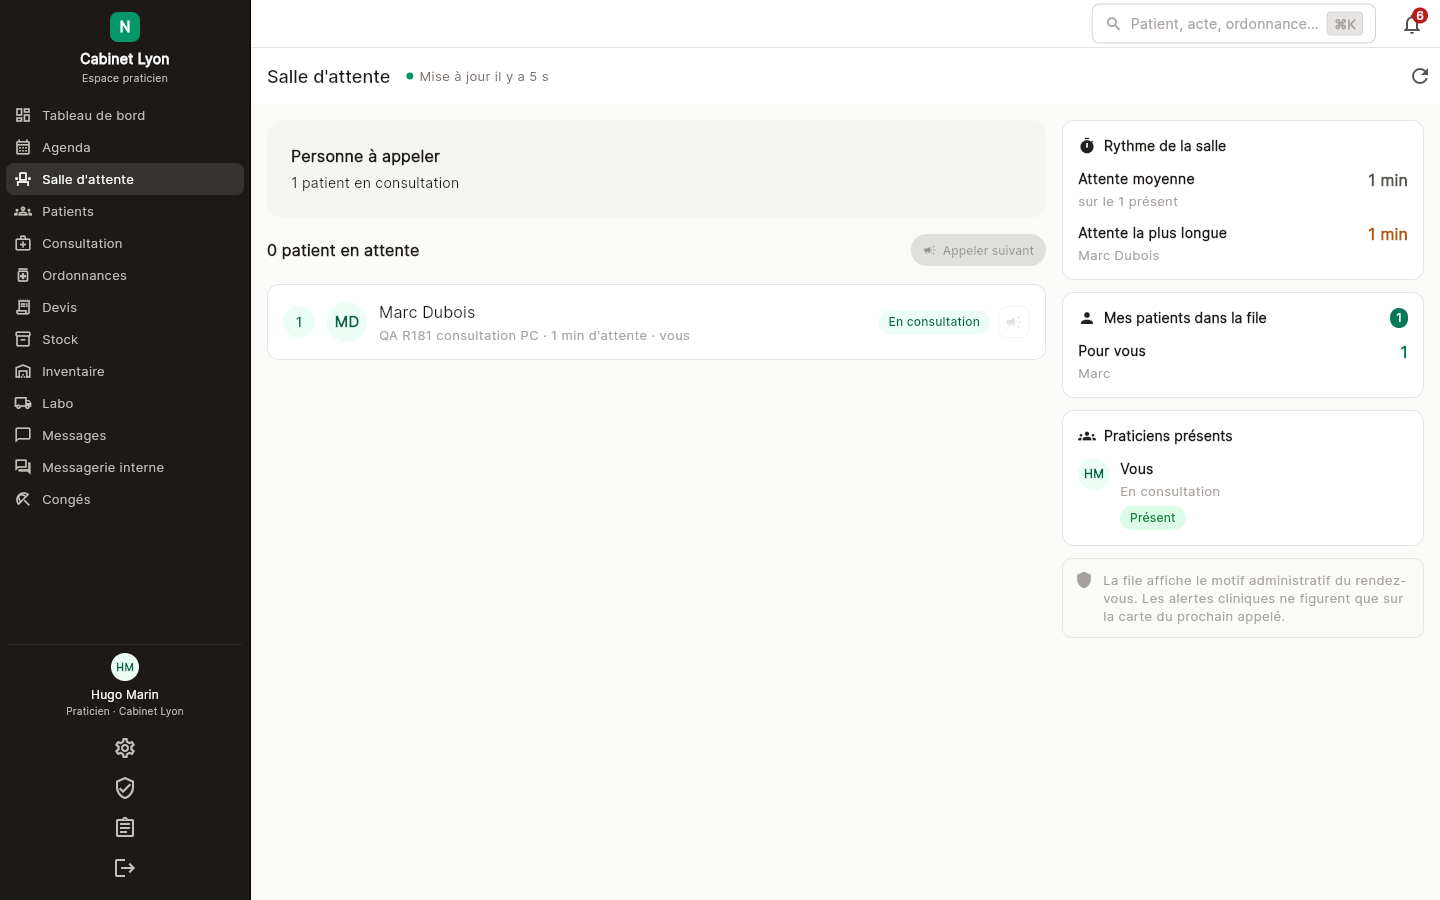 N
Cabinet Lyon
Espace praticien
Tableau de bord
Agenda
Salle d'attente
Patients
Consultation
Ordonnances
Devis
Stock
Inventaire
Labo
Messages
Messagerie interne
Congés
HM
Hugo Marin
Praticien · Cabinet Lyon
Patient, acte, ordonnance... ⌘K
6
Salle d'attente
Mise à jour il y a 5 s
Personne à appeler
1 patient en consultation
0 patient en attente
Appeler suivant
1
MD
Marc Dubois
QA R181 consultation PC · 1 min d'attente · vous
En consultation
Rythme de la salle
Attente moyenne
1 min
sur le 1 présent
Attente la plus longue
1 min
Marc Dubois
Mes patients dans la file
1
Pour vous
1
Marc
Praticiens présents
HM
Vous
En consultation
Présent
La file affiche le motif administratif du rendez-
vous. Les alertes cliniques ne figurent que sur
la carte du prochain appelé.